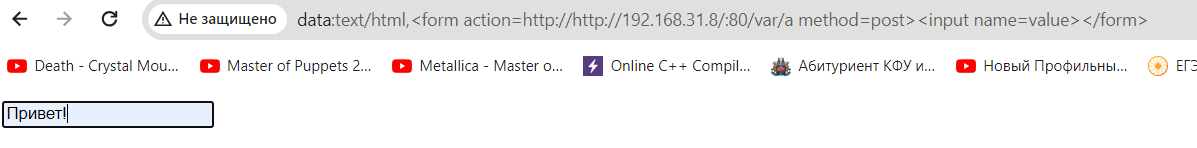 Не защищено data:text/html,<form action=http://http://192.168.31.8/:80/var/a method=post><input name=value></form>
Death - Crystal Mou... Master of Puppets 2... Metallica - Master o... Online C++ Compil... Абитуриент КФУ и... Новый Профильны... ЕГЭ
Привет!